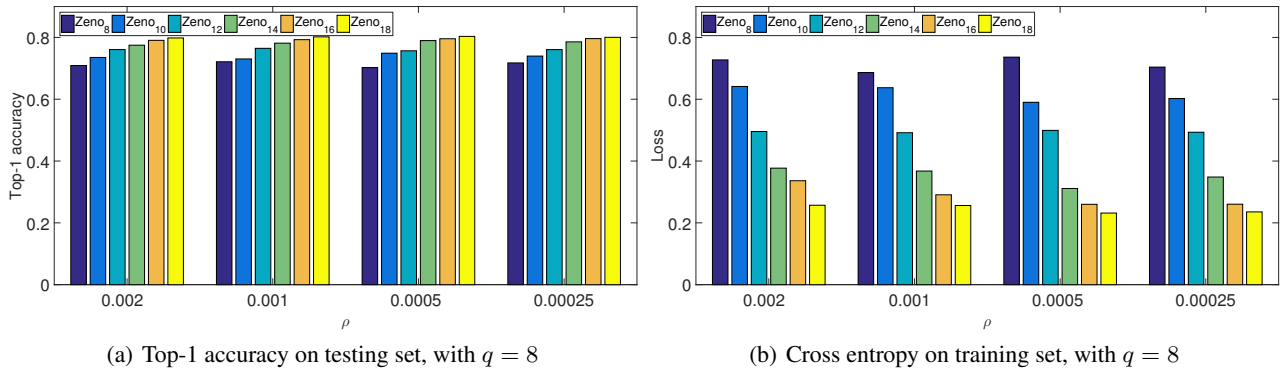 Zeno8 Zeno10 Zeno12 Zeno14 Zeno16 Zeno18
0.8
0.6
0.4
0.2
0
Top-1 accuracy
0.002 0.001 0.0005 0.00025
ρ
(a) Top-1 accuracy on testing set, with q = 8
Zeno8 Zeno10 Zeno12 Zeno14 Zeno16 Zeno18
0.8
0.6
0.4
0.2
0
Loss
0.002 0.001 0.0005 0.00025
ρ
(b) Cross entropy on training set, with q = 8